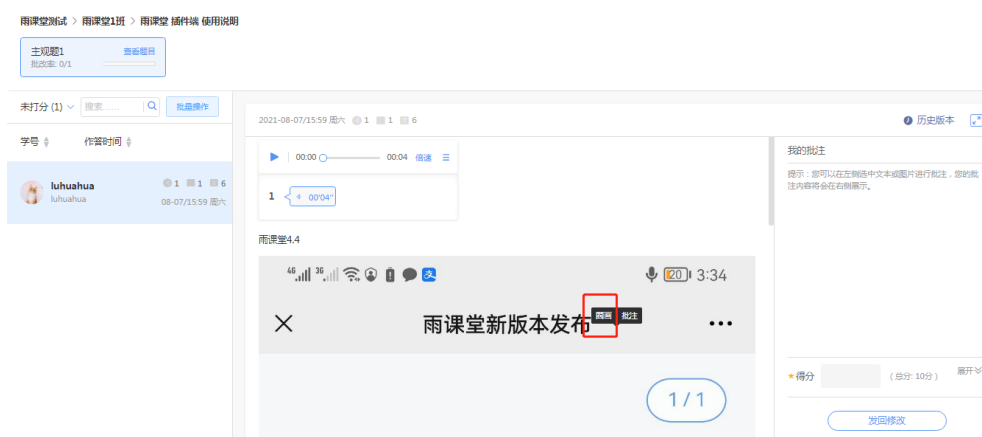 雨课堂测试 > 雨课堂1班 > 雨课堂 插件端 使用说明
主观题1 查看题目
批改率: 0/1
未打分 (1) 搜索...... 批量操作
学号 作答时间
luhuahua 1 1 6
luhuahua 08-07/15:59 周六
2021-08-07/15:59 周六 1 1 6 历史版本
00:00 00:04 倍速
1 00'04"
雨课堂4.4
4G 3G 支 20 3:34
雨课堂新版本发布 圆画 批注
1/1
我的批注
提示：您可以在左侧选中文本或图片进行批注，您的批
注内容将会在右侧展示。
*得分 （总分: 10分） 展开
发回修改